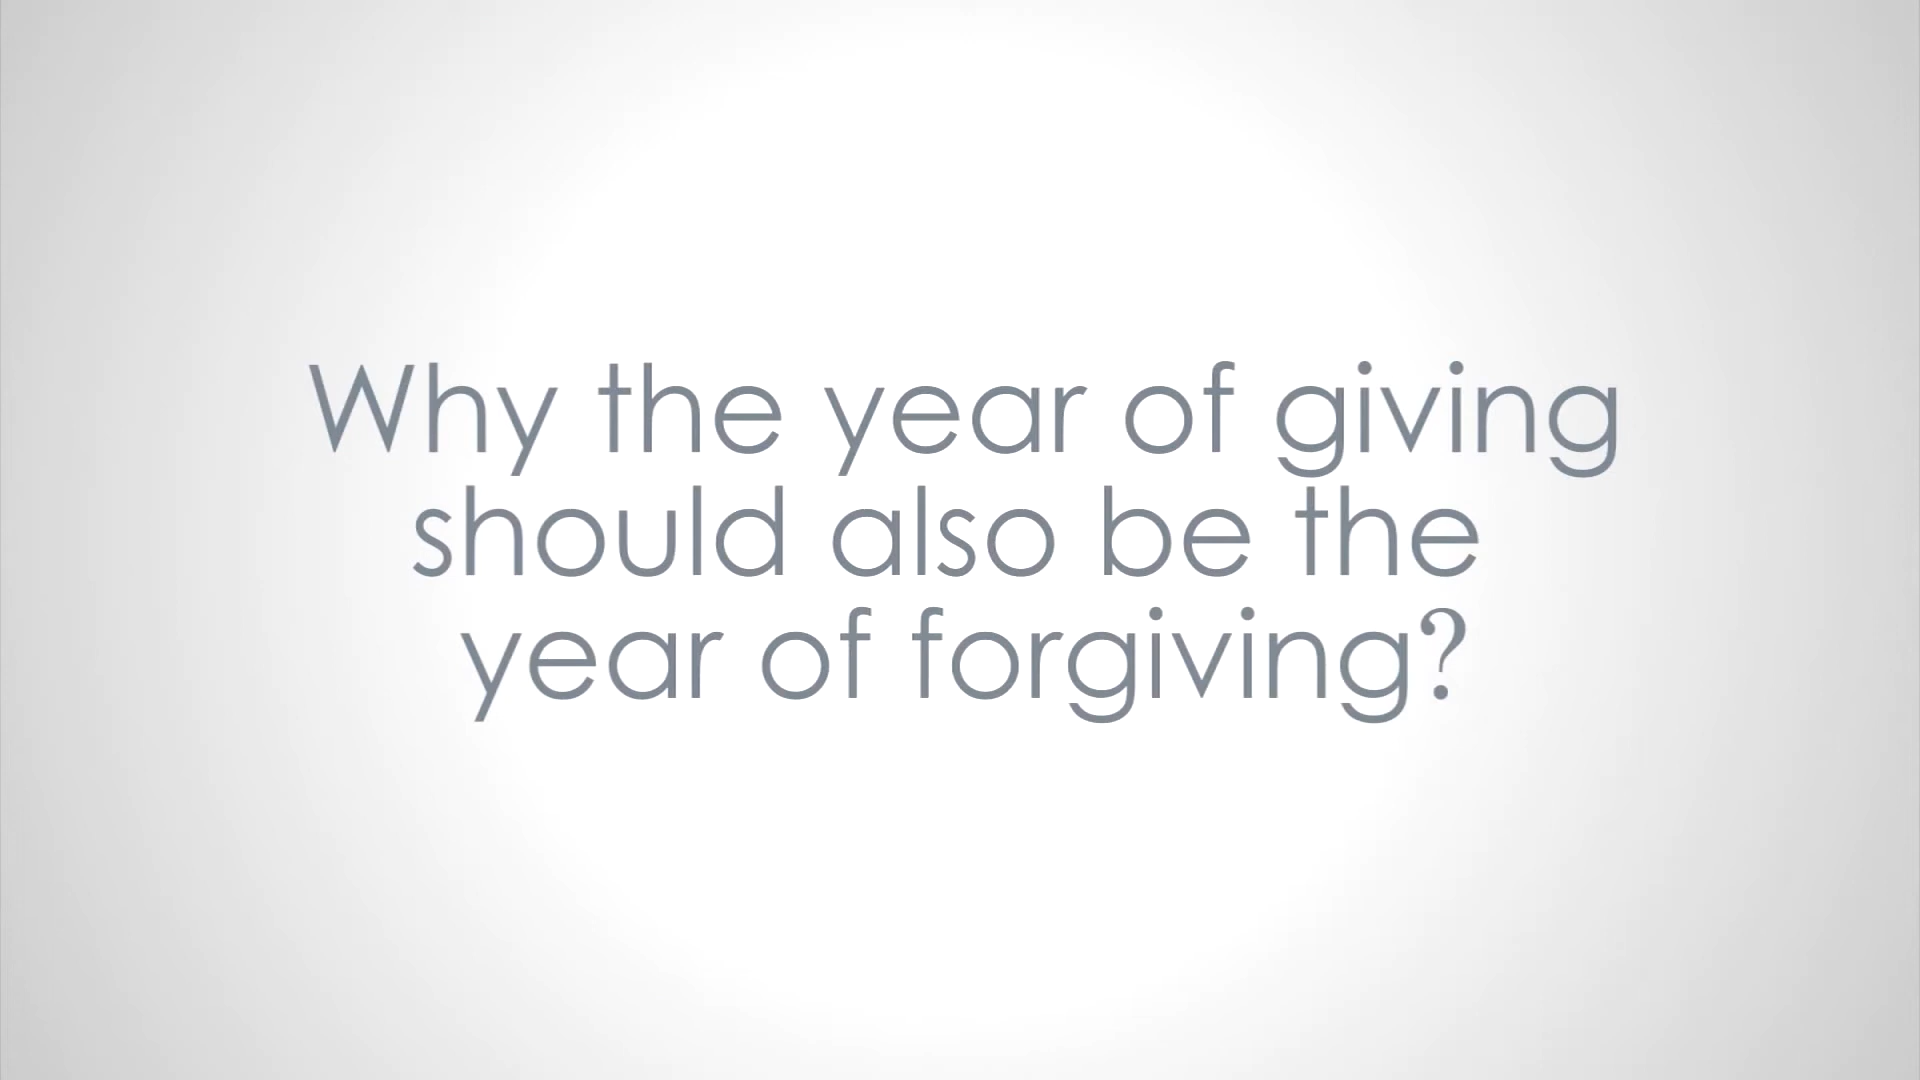 Why the year of giving
should also be the
year of forgiving?